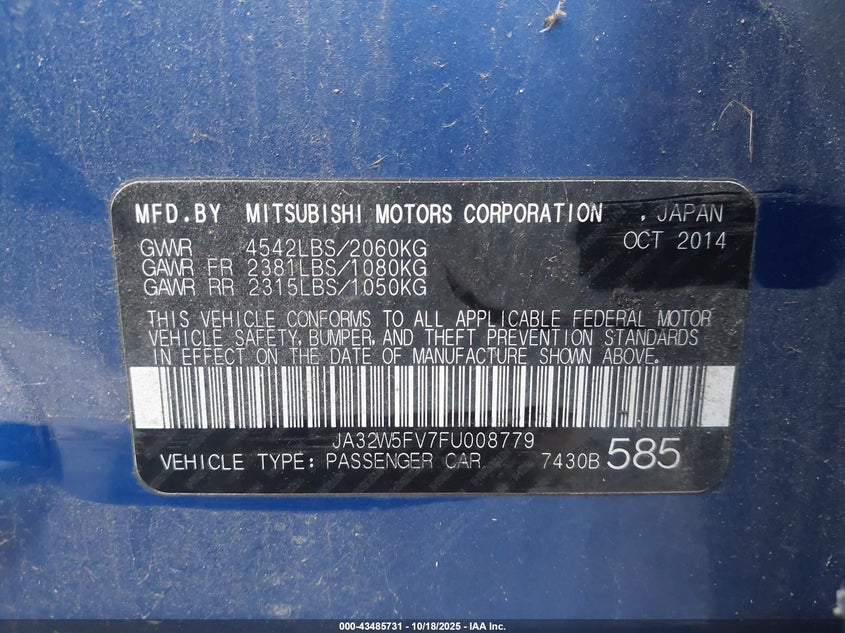 MFD.BY MITSUBISHI MOTORS CORPORATION , JAPAN
OCT 2014
GVWR 4542LBS/2060KG
GAWR FR 2381LBS/1080KG
GAWR RR 2315LBS/1050KG
THIS VEHICLE CONFORMS TO ALL APPLICABLE FEDERAL MOTOR
VEHICLE SAFETY, BUMPER, AND THEFT PREVENTION STANDARDS
IN EFFECT ON THE DATE OF MANUFACTURE SHOWN ABOVE.
JA32W5FV7FU008779
VEHICLE TYPE: PASSENGER CAR 7430B 585
000-43485731 - 10/18/2025 - IAA Inc.